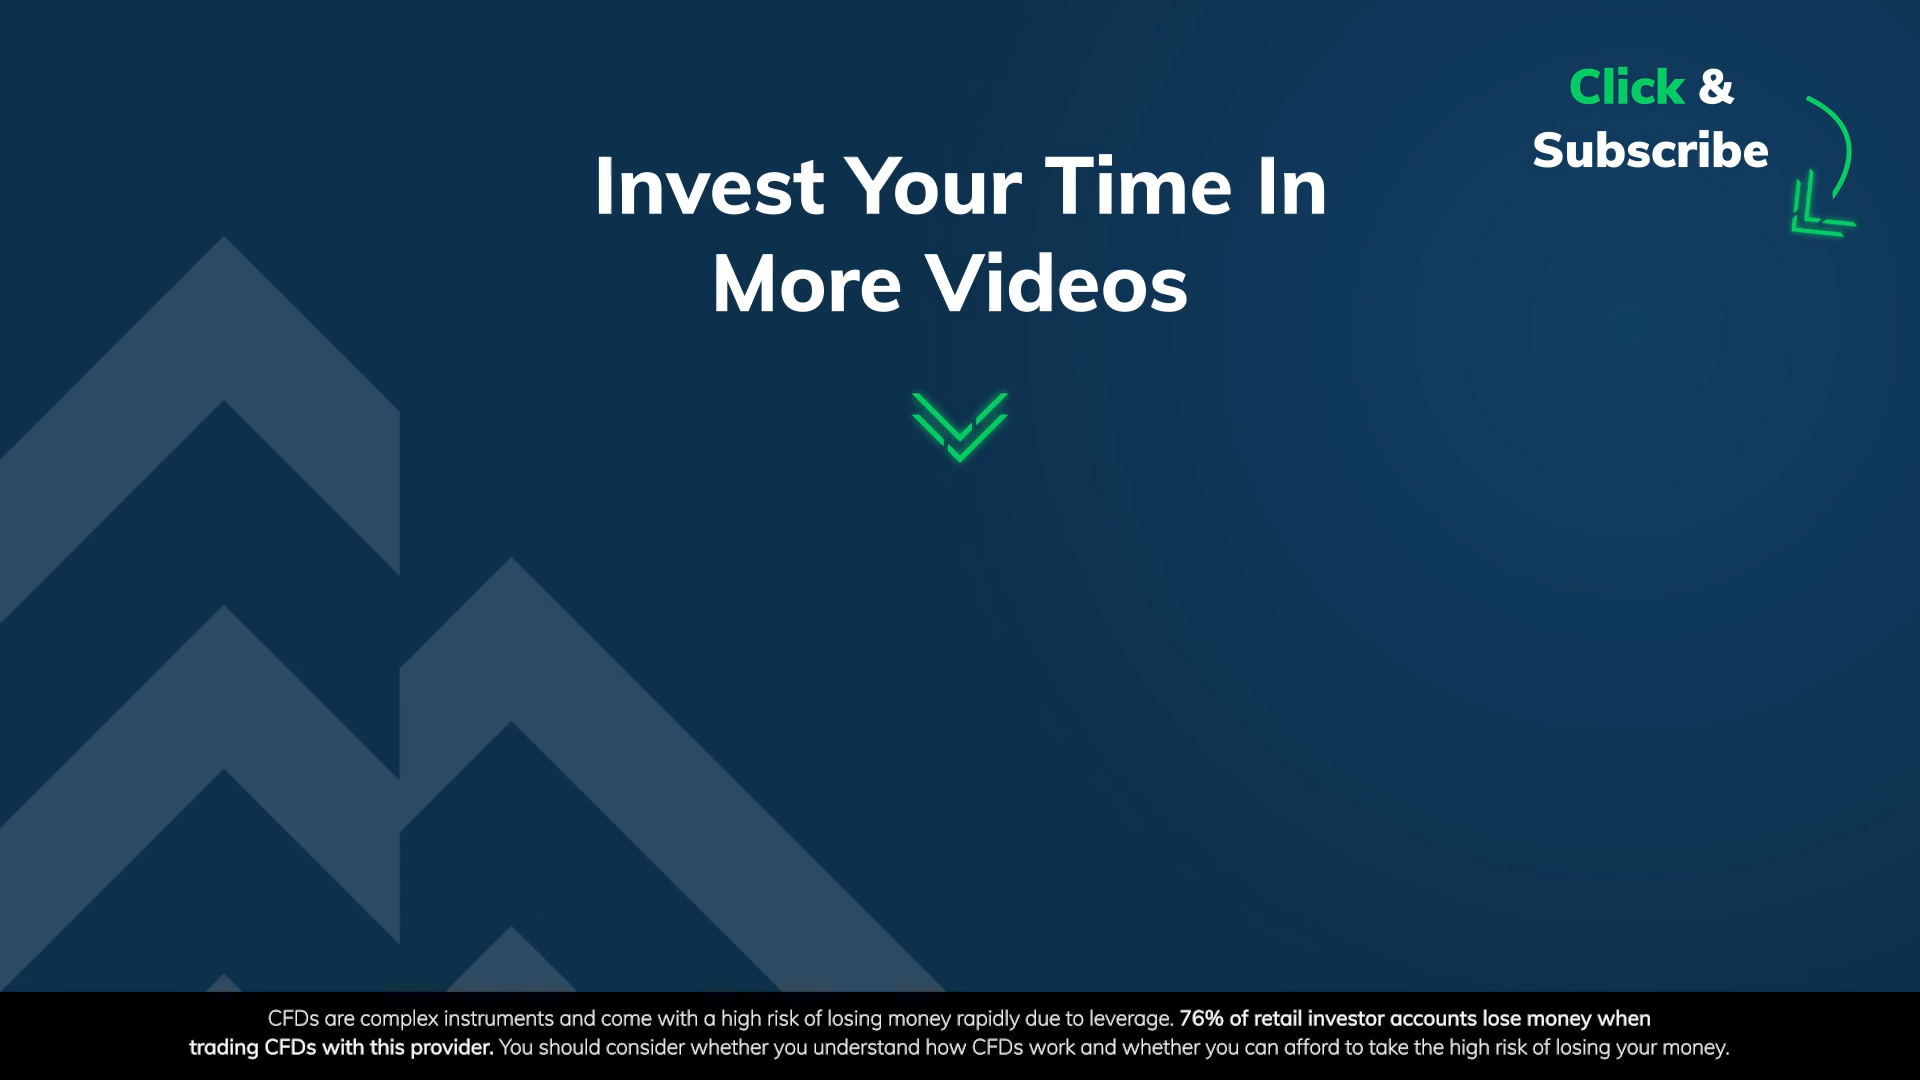 Invest Your Time In
More Videos
Click &
Subscribe
CFDs are complex instruments and come with a high risk of losing money rapidly due to leverage. 76% of retail investor accounts lose money when
trading CFDs with this provider. You should consider whether you understand how CFDs work and whether you can afford to take the high risk of losing your money.